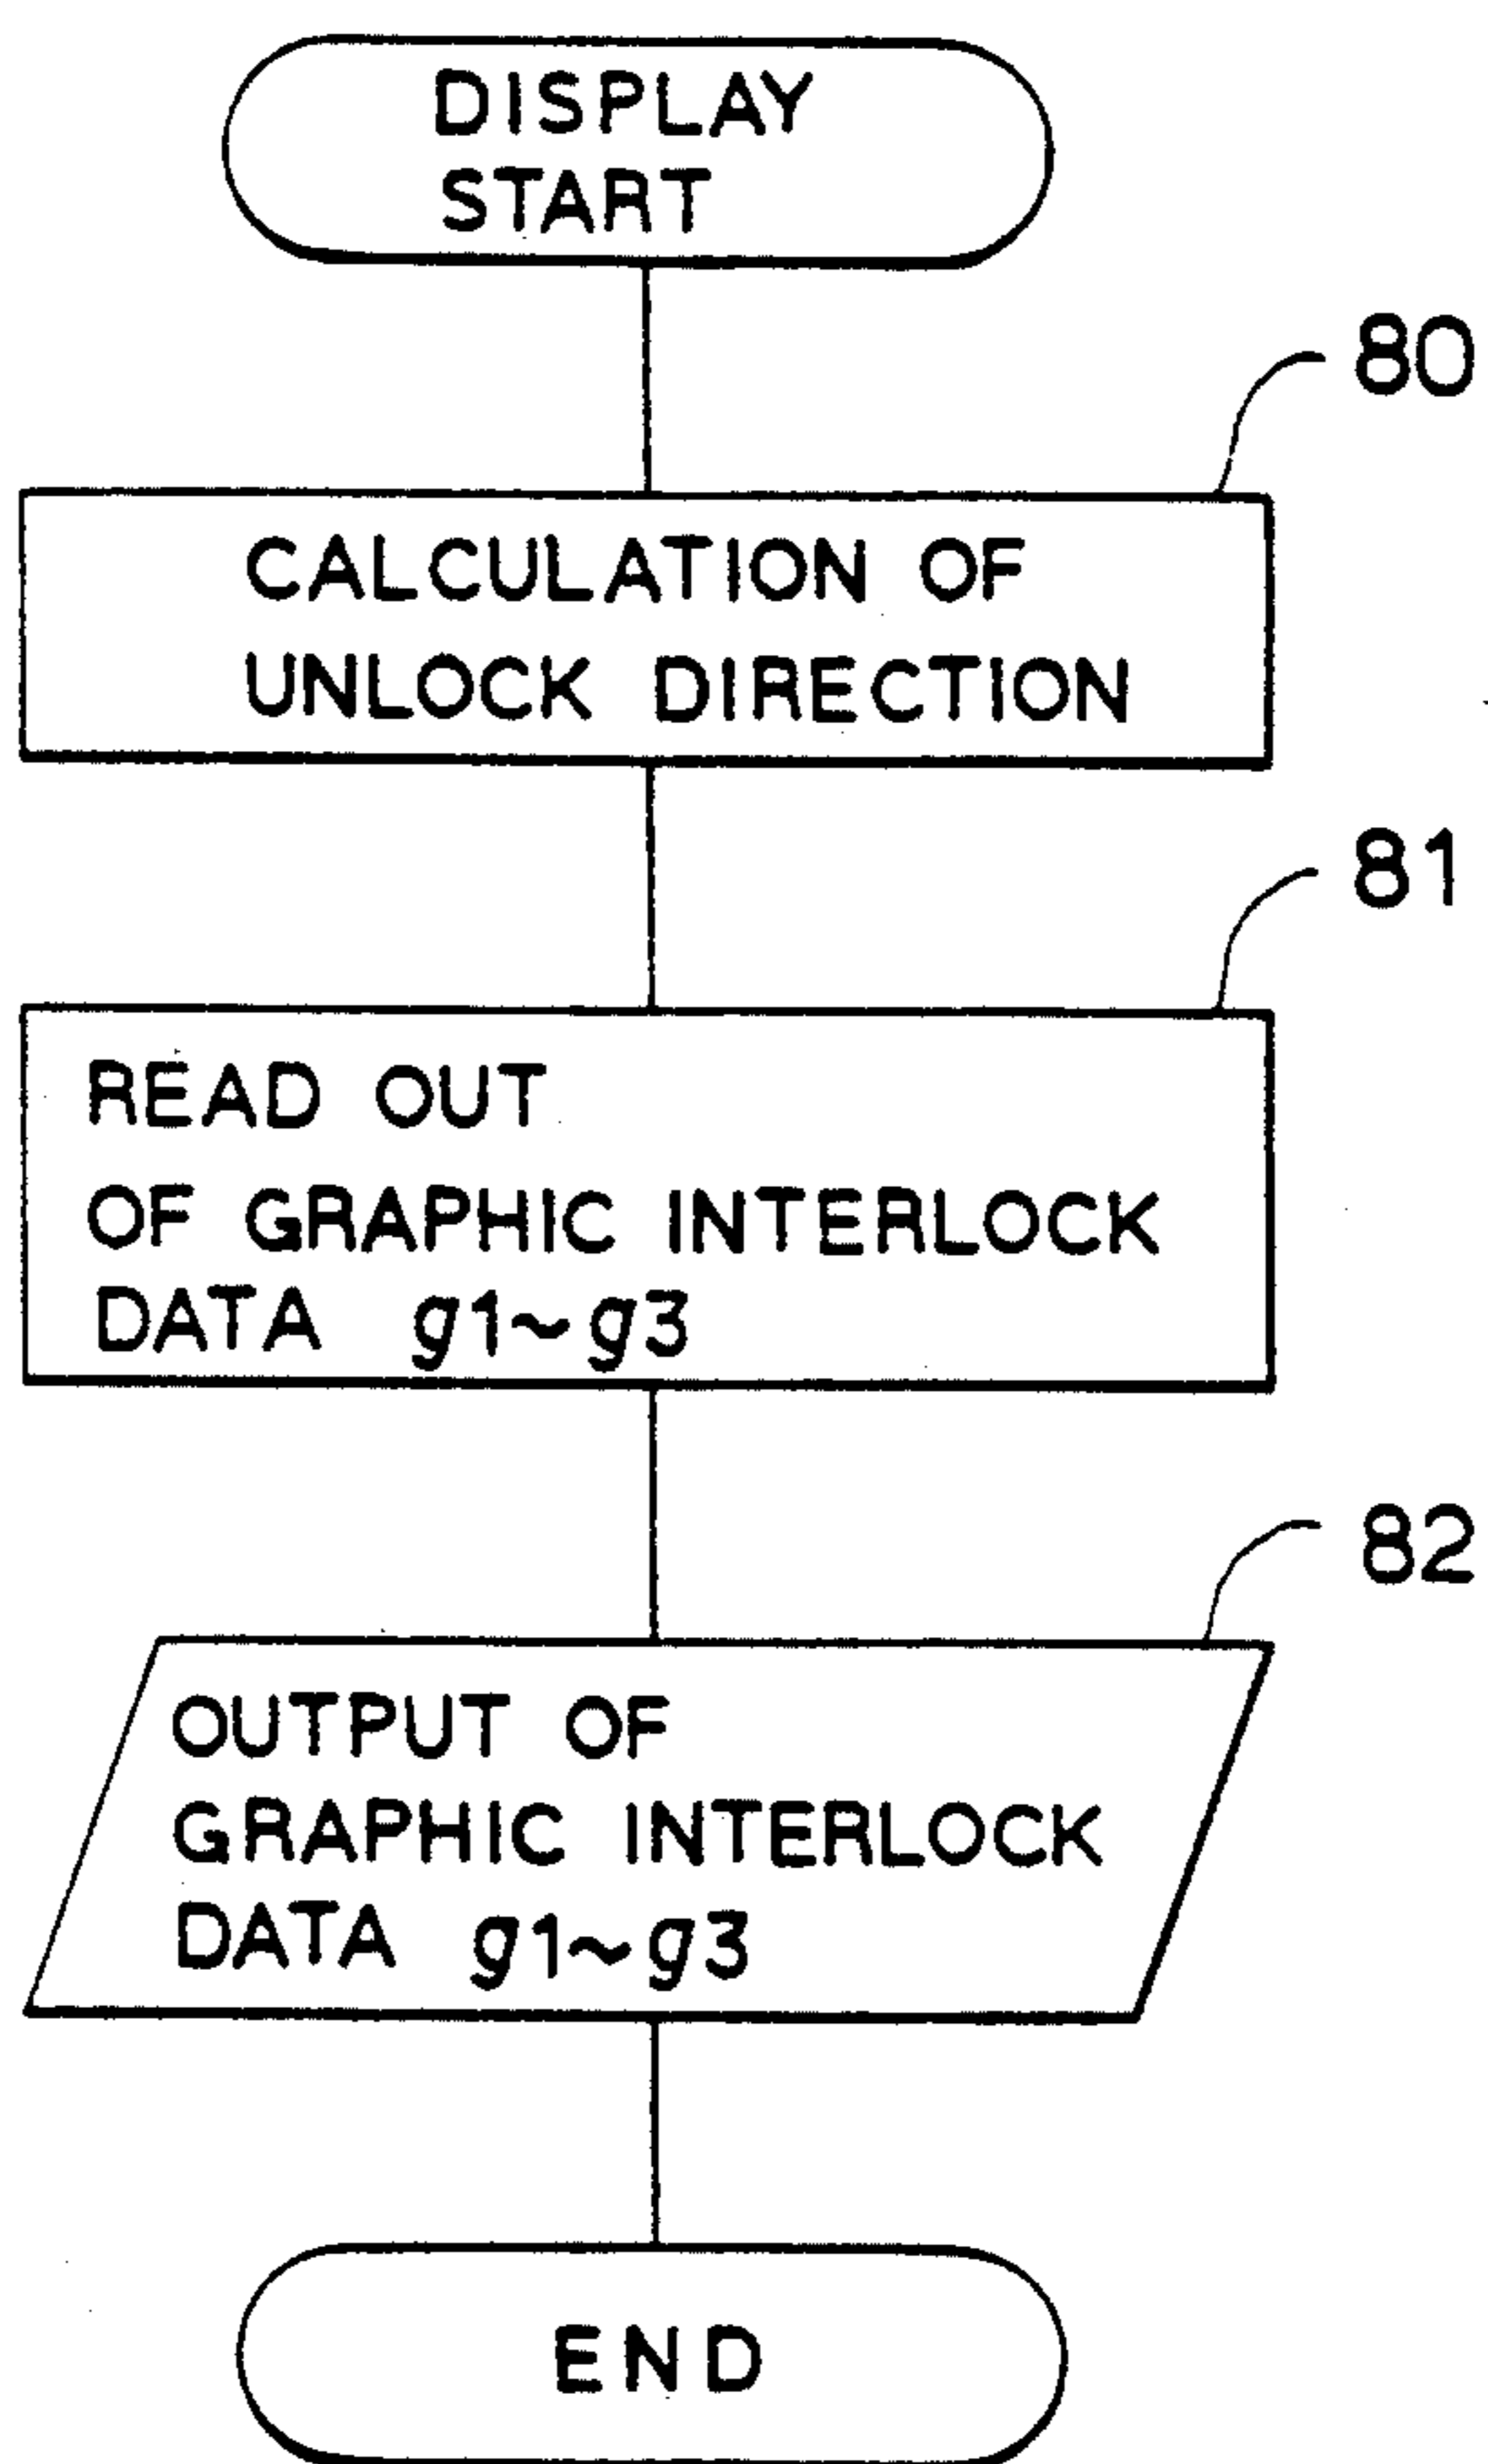 DISPLAY
START
80
CALCULATION OF
UNLOCK DIRECTION
81
READ OUT
OF GRAPHIC INTERLOCK
DATA g1~g3
82
OUTPUT OF
GRAPHIC INTERLOCK
DATA g1~g3
END